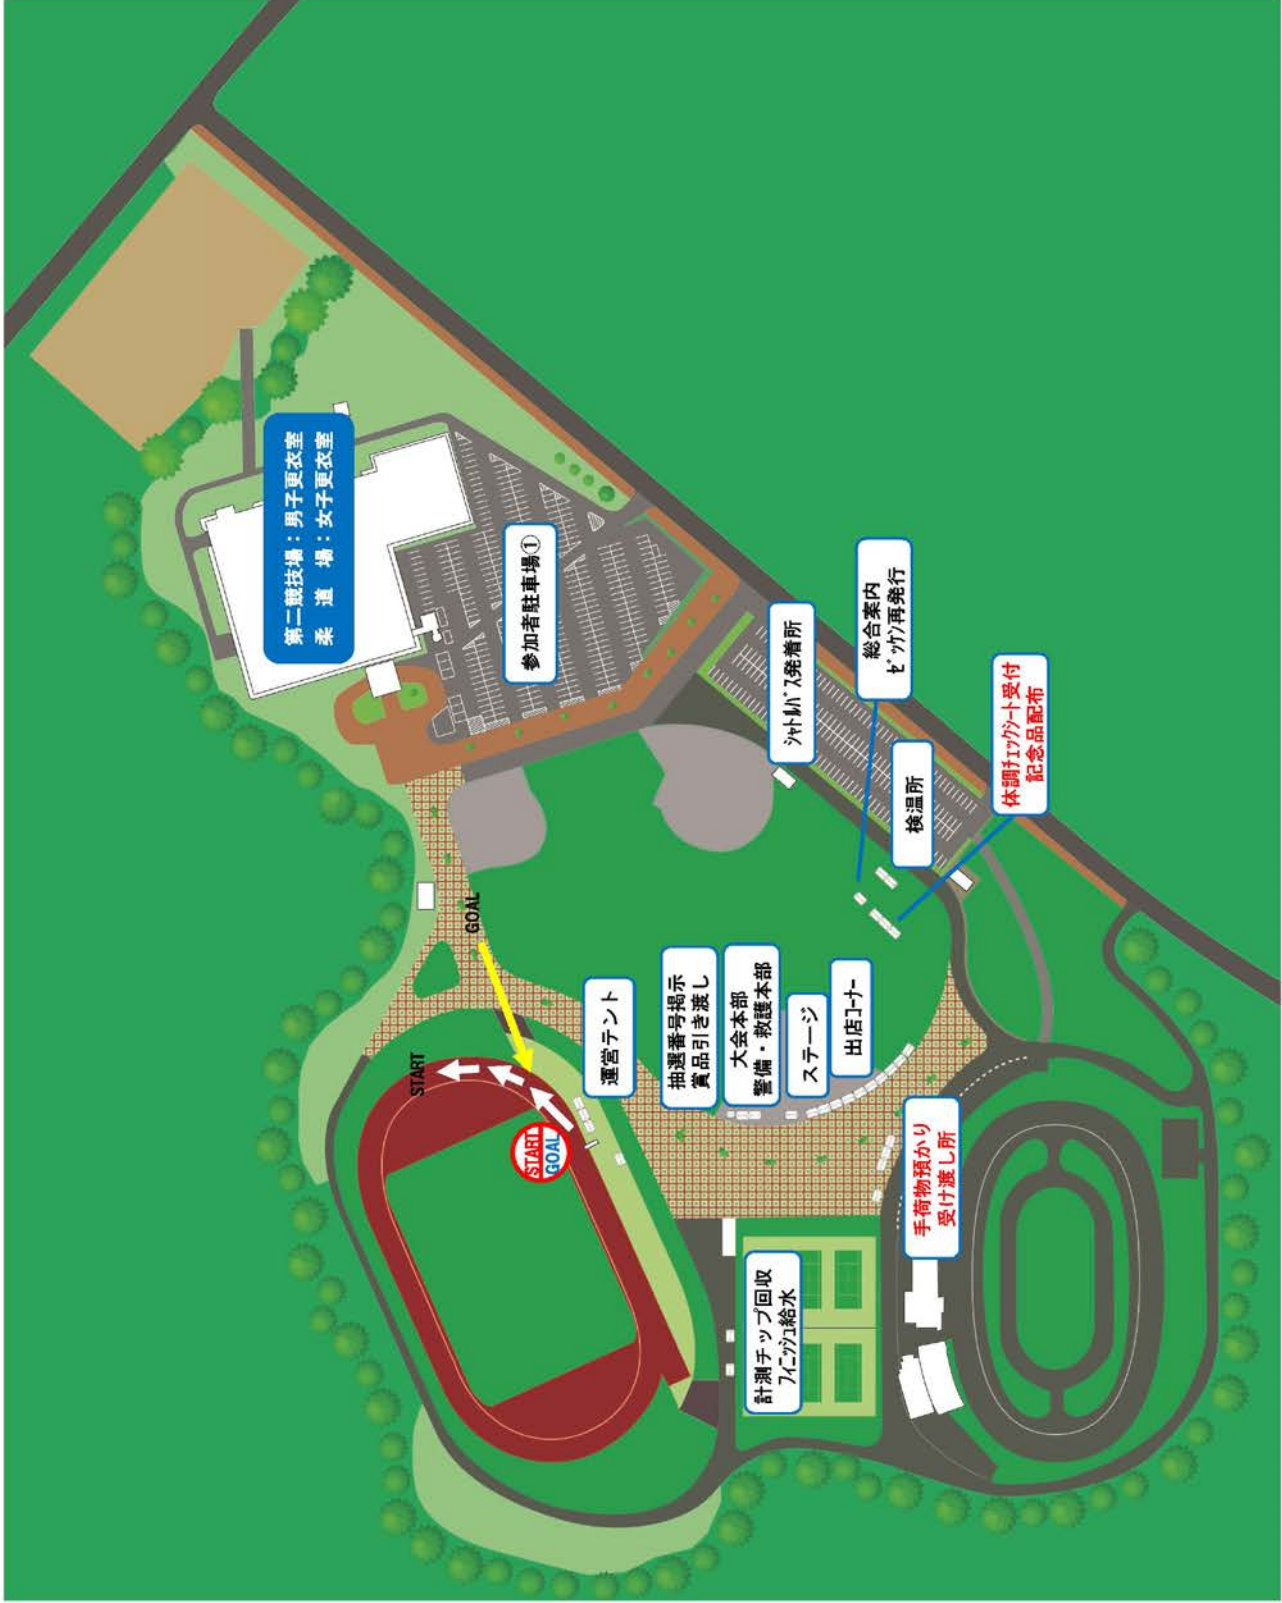 第二競技場：男子更衣室
柔　道　場：女子更衣室
参加者駐車場①
ｼｬﾄﾙﾊﾞｽ発着所
総合案内
ｾﾞｯｹﾝ再発行
検温所
体調ﾁｪｯｸｼｰﾄ受付
記念品配布
GOAL
START
START
GOAL
運営テント
抽選番号掲示
賞品引き渡し
大会本部
警備・救護本部
ステージ
出店ｺｰﾅｰ
手荷物預かり
受け渡し所
計測チップ回収
ﾌｨﾆｯｼｭ給水